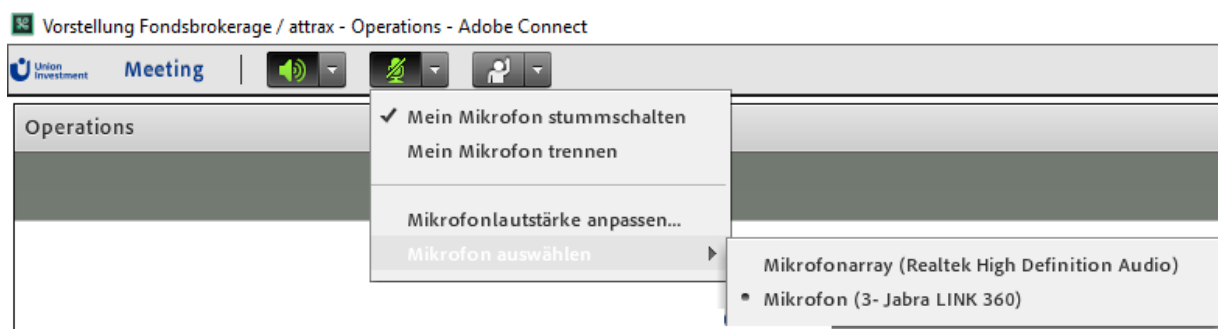 Vorstellung Fondsbrokerage / attrax - Operations - Adobe Connect
Union
Investment
Meeting
Operations
Mein Mikrofon stummschalten
Mein Mikrofon trennen
Mikrofonlautstärke anpassen...
Mikrofon auswählen
Mikrofonarray (Realtek High Definition Audio)
Mikrofon (3- Jabra LINK 360)